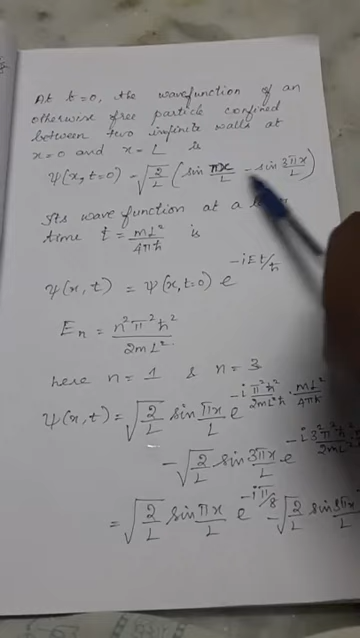 At t=0, the wavefunction of an
otherwise free particle confined
between two infinite walls at
x=0 and x=L is
ψ(x,t=0) = √(2/L) (sin πx/L - sin 3πx/L)
Its wave function at a
time t = mL²/4πħ is
ψ(x,t) = ψ(x,t=0) e^(-iEt/ħ)
Eₙ = n²π²ħ²/2mL²
here n=1 & n=3
ψ(x,t) = √(2/L) sin πx/L e^(-i π²ħ²/2mL²ħ · mL²/4πħ)
- √(2/L) sin 3πx/L e^(-i 3²π²ħ²/2mL²
= √(2/L) sin πx/L e^(-iπ/8) - √(2/L) sin 3πx/L